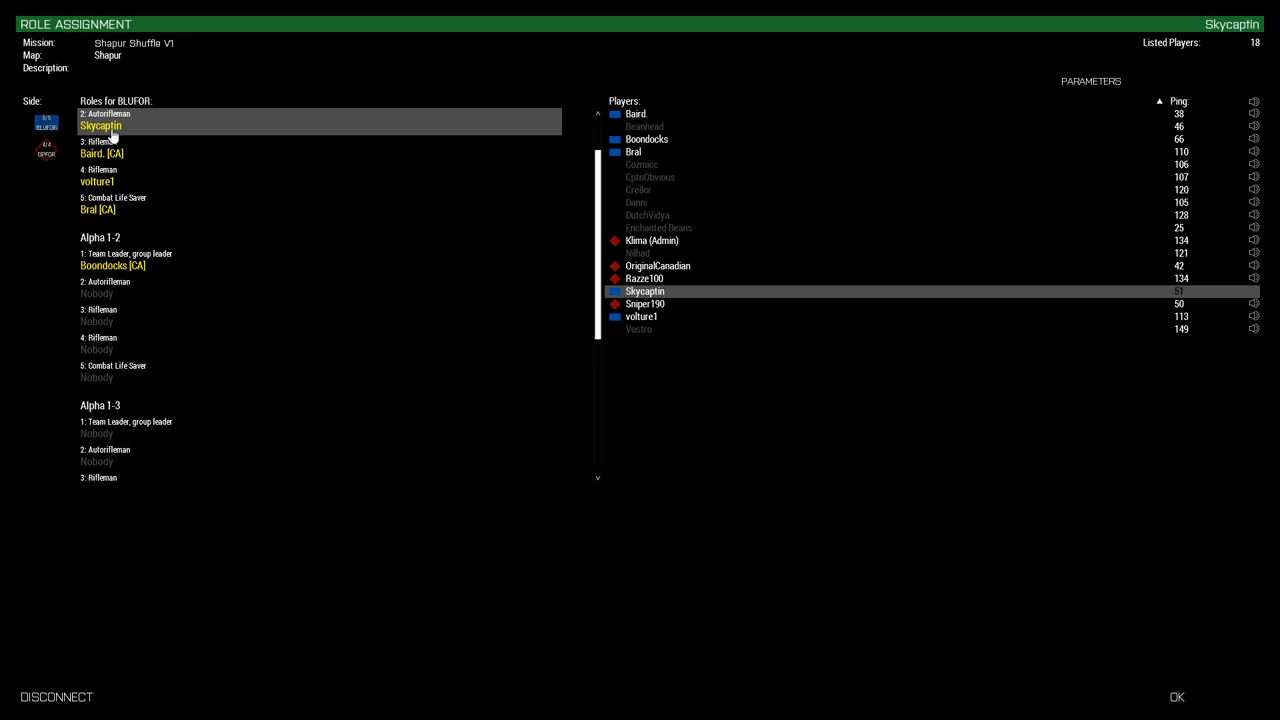 ROLE ASSIGNMENT Skycaptin
Mission: Shapur Shuffle V1 Listed Players: 18
Map: Shapur
Description:
PARAMETERS
Side: Roles for BLUFOR: Players: Ping:
5/5
BLUFOR
4/4
OPFOR
2: Autorifleman
Skycaptin
3: Rifleman
Baird. [CA]
4: Rifleman
volture1
5: Combat Life Saver
Bral [CA]
Alpha 1-2
1: Team Leader, group leader
Boondocks [CA]
2: Autorifleman
Nobody
3: Rifleman
Nobody
4: Rifleman
Nobody
5: Combat Life Saver
Nobody
Alpha 1-3
1: Team Leader, group leader
Nobody
2: Autorifleman
Nobody
3: Rifleman
Baird. 38
Beanhead 46
Boondocks 66
Bral 110
Cozmicc 106
CptnObvious 107
Cre8or 120
Danni 105
DutchVidya 128
Enchanted Beans 25
Klima (Admin) 134
Nilhad 121
OriginalCanadian 42
Razze100 134
Skycaptin 51
Sniper190 50
volture1 113
Vostro 149
DISCONNECT OK